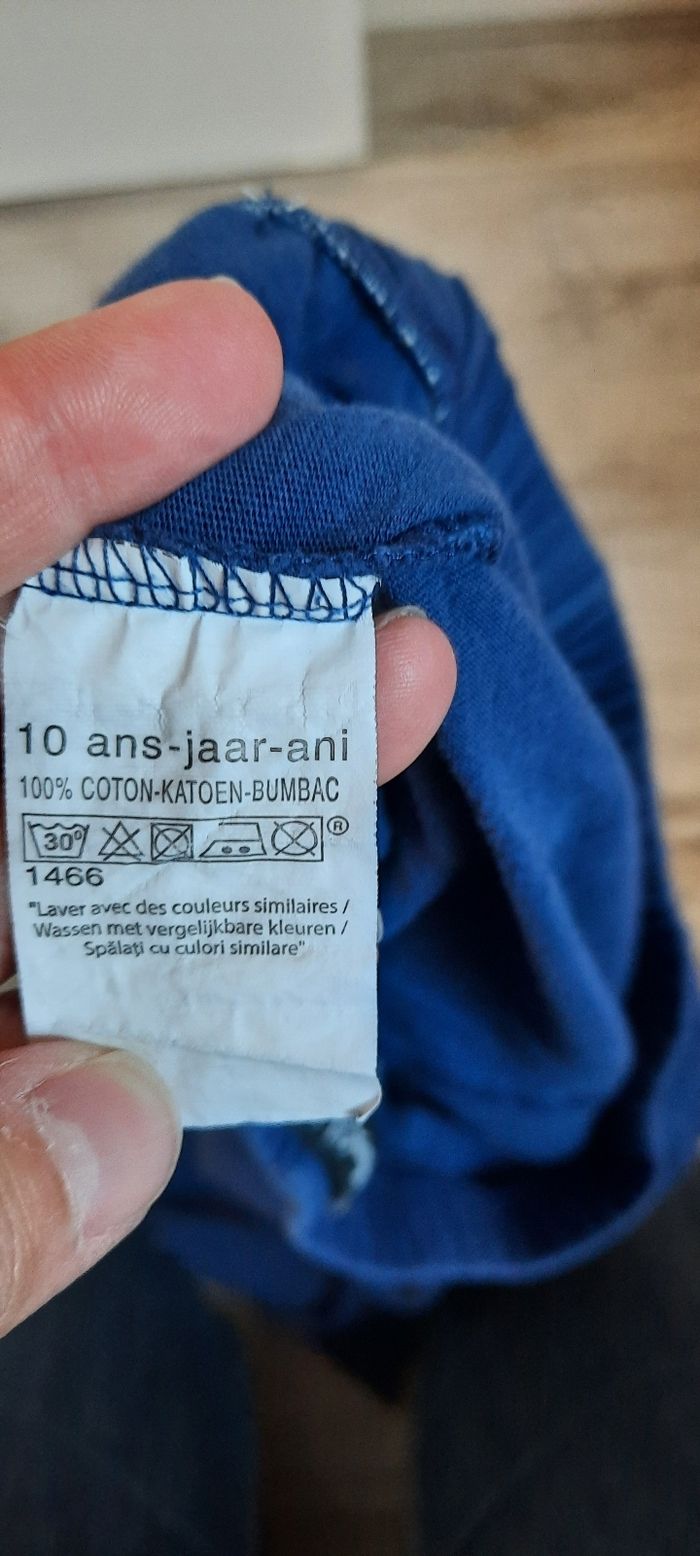 10 ans-jaar-ani
100% COTON-KATOEN-BUMBAC
30° ®
1466
"Laver avec des couleurs similaires /
Wassen met vergelijkbare kleuren /
Spălați cu culori similare"